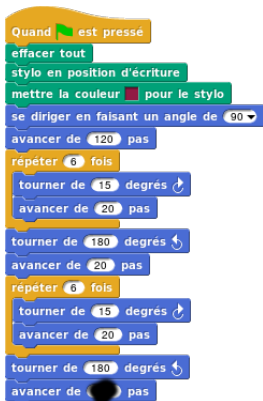 Quand est pressé
effacer tout
stylo en position d'écriture
mettre la couleur pour le stylo
se diriger en faisant un angle de 90
avancer de 120 pas
répéter 6 fois
tourner de 15 degrés
avancer de 20 pas
tourner de 180 degrés
avancer de 20 pas
répéter 6 fois
tourner de 15 degrés
avancer de 20 pas
tourner de 180 degrés
avancer de pas